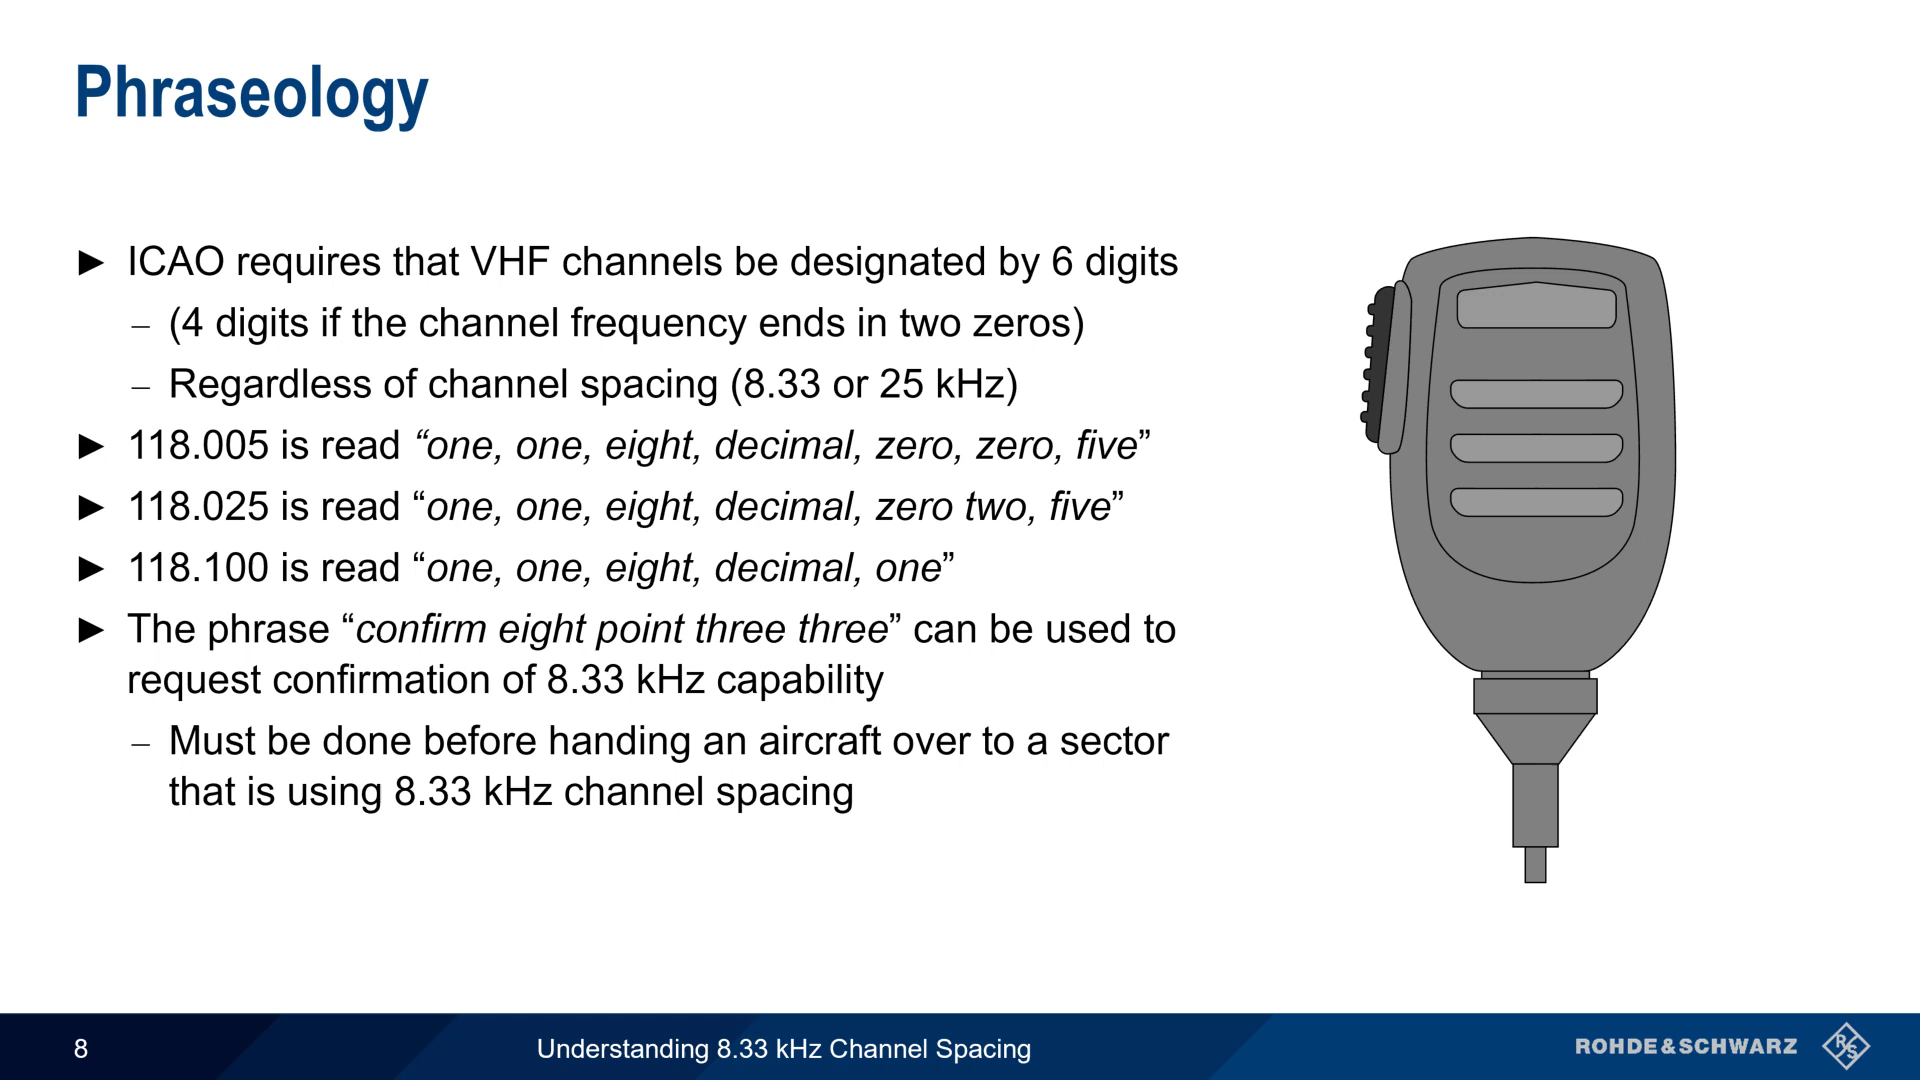 Phraseology
► ICAO requires that VHF channels be designated by 6 digits
– (4 digits if the channel frequency ends in two zeros)
– Regardless of channel spacing (8.33 or 25 kHz)
► 118.005 is read “one, one, eight, decimal, zero, zero, five”
► 118.025 is read “one, one, eight, decimal, zero two, five”
► 118.100 is read “one, one, eight, decimal, one”
► The phrase “confirm eight point three three” can be used to
request confirmation of 8.33 kHz capability
– Must be done before handing an aircraft over to a sector
that is using 8.33 kHz channel spacing
8
Understanding 8.33 kHz Channel Spacing
ROHDE&SCHWARZ
RS